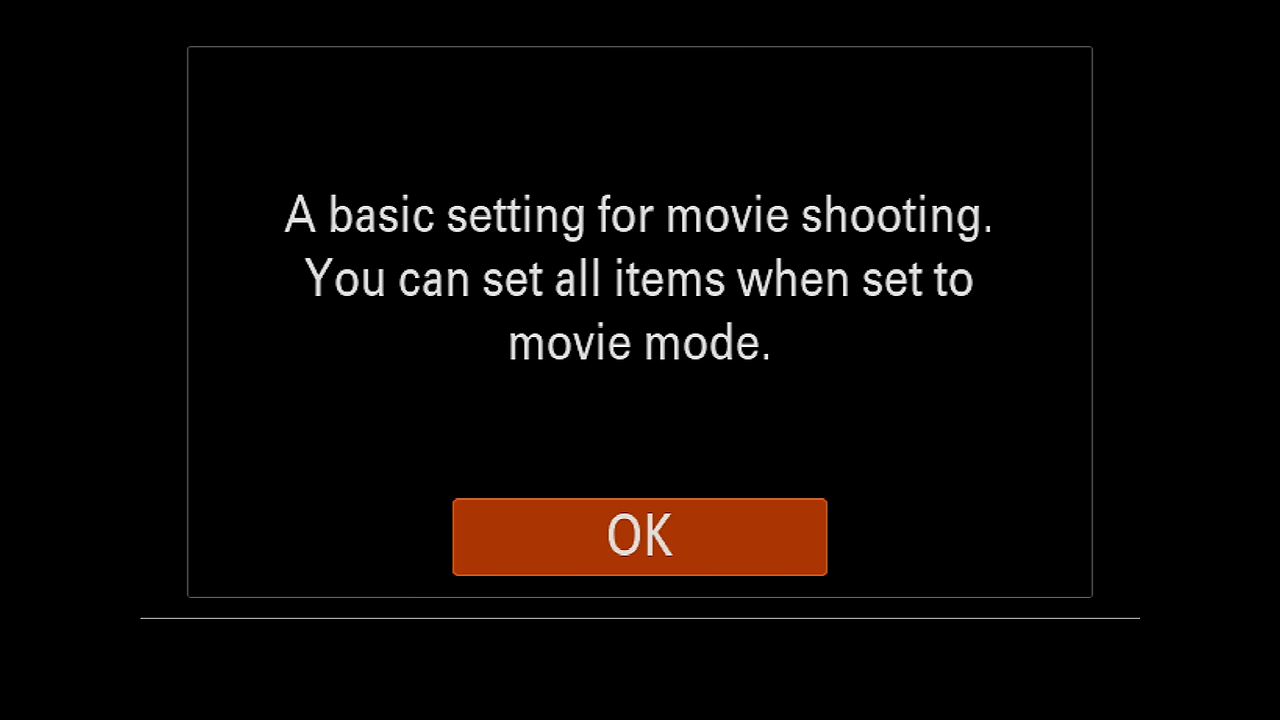 A basic setting for movie shooting.
You can set all items when set to
movie mode.
OK